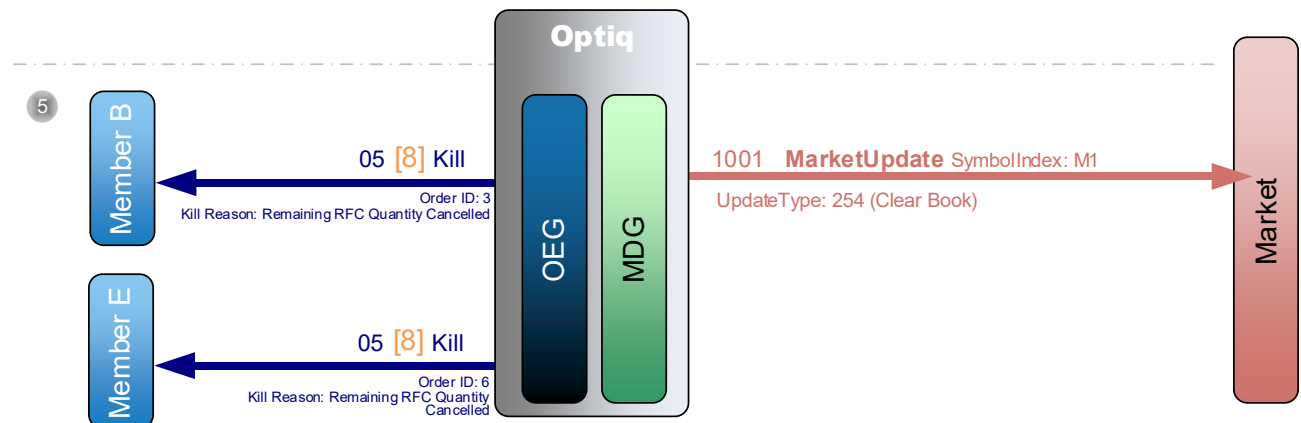 Optiq
5
Member B
05 [8] Kill
Order ID: 3
Kill Reason: Remaining RFC Quantity Cancelled
OEG
MDG
1001 MarketUpdate SymbolIndex: M1
UpdateType: 254 (Clear Book)
Market
Member E
05 [8] Kill
Order ID: 6
Kill Reason: Remaining RFC Quantity
Cancelled